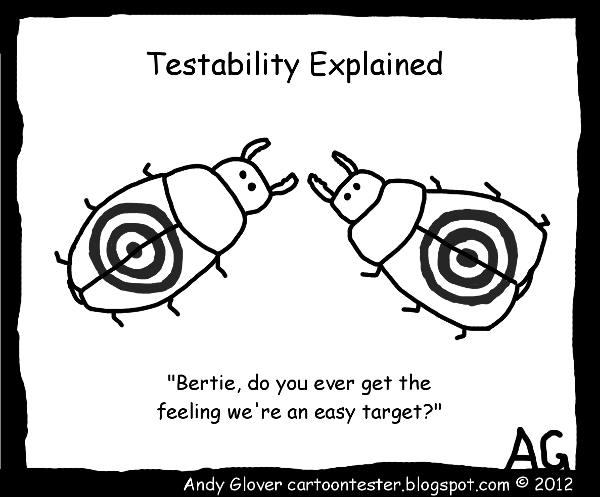 Testability Explained
"Bertie, do you ever get the
feeling we're an easy target?"
AG
Andy Glover cartoontester.blogspot.com © 2012